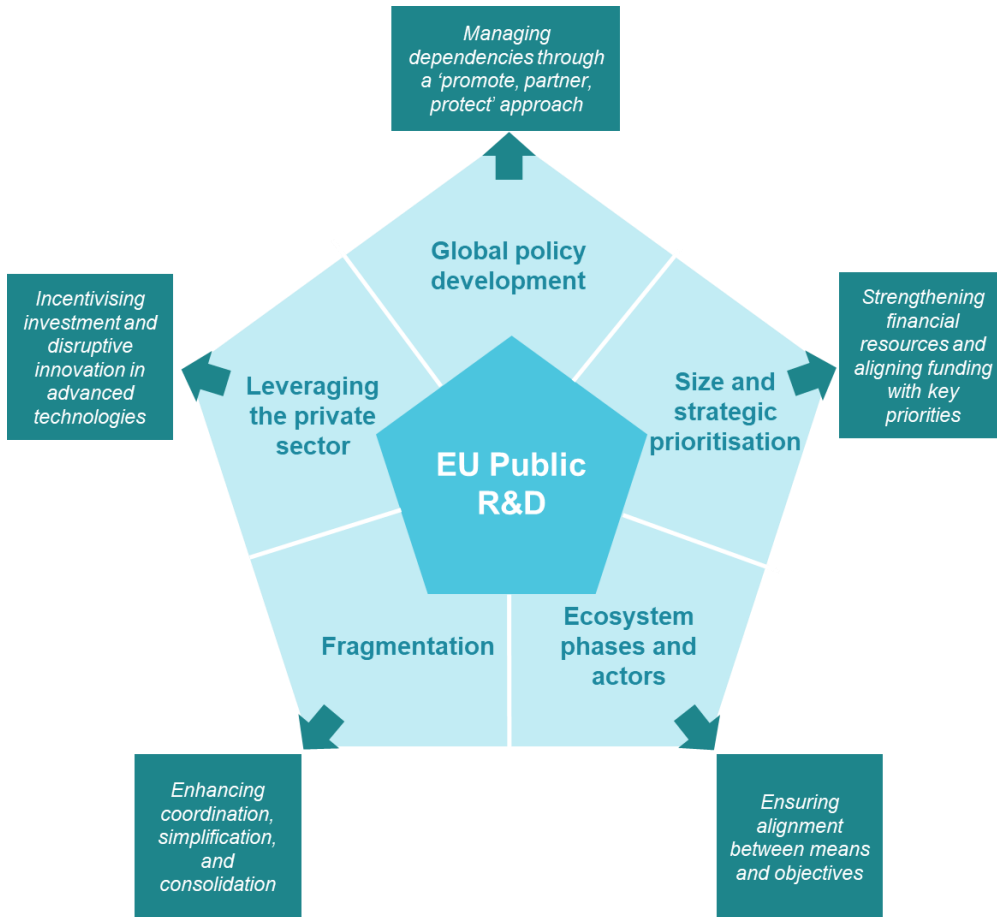 Managing
dependencies through
a ‘promote, partner,
protect’ approach
Global policy
development
Incentivising
investment and
disruptive
innovation in
advanced
technologies
Leveraging
the private
sector
Size and
strategic
prioritisation
Strengthening
financial
resources and
aligning funding
with key
priorities
EU Public
R&D
Fragmentation
Ecosystem
phases and
actors
Enhancing
coordination,
simplification,
and
consolidation
Ensuring
alignment
between means
and objectives